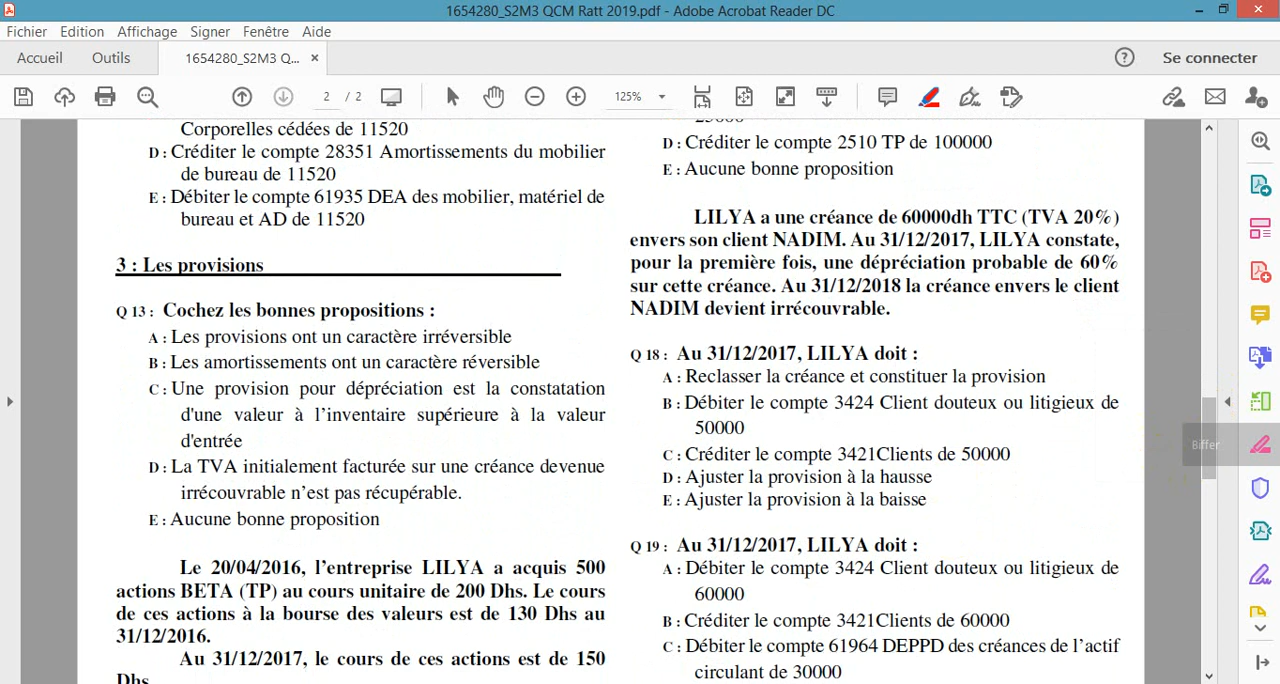 1654280_S2M3 QCM Ratt 2019.pdf - Adobe Acrobat Reader DC
Fichier Edition Affichage Signer Fenêtre Aide
Accueil Outils 1654280_S2M3 Q... × Se connecter
2 / 2 125%
Corporelles cédées de 11520
D : Créditer le compte 28351 Amortissements du mobilier
de bureau de 11520
E : Débiter le compte 61935 DEA des mobilier, matériel de
bureau et AD de 11520
3 : Les provisions
Q 13 : Cochez les bonnes propositions :
A : Les provisions ont un caractère irréversible
B : Les amortissements ont un caractère réversible
C : Une provision pour dépréciation est la constatation
d'une valeur à l’inventaire supérieure à la valeur
d'entrée
D : La TVA initialement facturée sur une créance devenue
irrécouvrable n’est pas récupérable.
E : Aucune bonne proposition
Le 20/04/2016, l’entreprise LILYA a acquis 500
actions BETA (TP) au cours unitaire de 200 Dhs. Le cours
de ces actions à la bourse des valeurs est de 130 Dhs au
31/12/2016.
Au 31/12/2017, le cours de ces actions est de 150
Dhs
25000
D : Créditer le compte 2510 TP de 100000
E : Aucune bonne proposition
LILYA a une créance de 60000dh TTC (TVA 20%)
envers son client NADIM. Au 31/12/2017, LILYA constate,
pour la première fois, une dépréciation probable de 60%
sur cette créance. Au 31/12/2018 la créance envers le client
NADIM devient irrécouvrable.
Q 18 : Au 31/12/2017, LILYA doit :
A : Reclasser la créance et constituer la provision
B : Débiter le compte 3424 Client douteux ou litigieux de
50000
C : Créditer le compte 3421Clients de 50000
D : Ajuster la provision à la hausse
E : Ajuster la provision à la baisse
Q 19 : Au 31/12/2017, LILYA doit :
A : Débiter le compte 3424 Client douteux ou litigieux de
60000
B : Créditer le compte 3421Clients de 60000
C : Débiter le compte 61964 DEPPD des créances de l’actif
circulant de 30000
Biffer